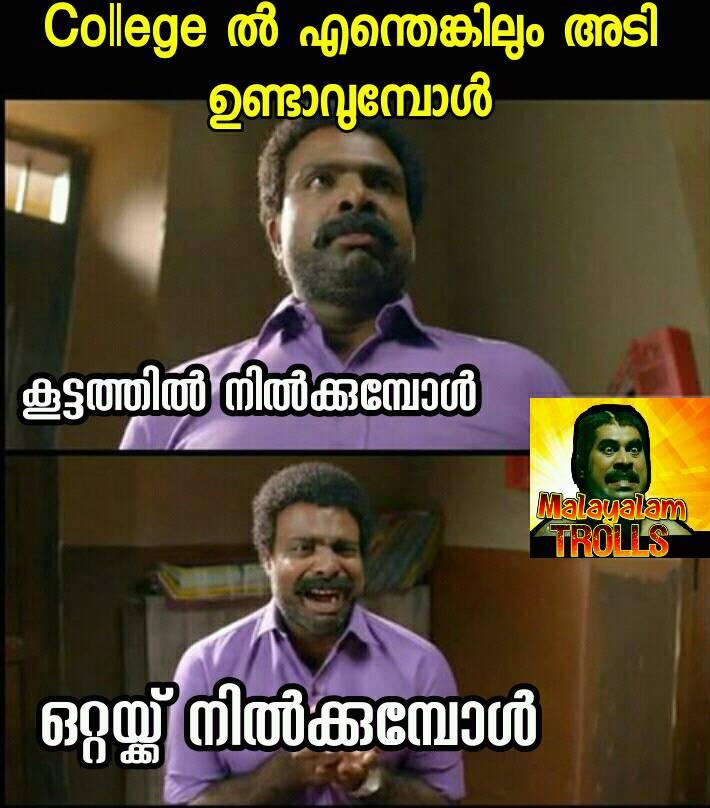 College ൽ എന്തെങ്കിലും അടി
ഉണ്ടാവുമ്പോൾ
കൂട്ടത്തിൽ നിൽക്കുമ്പോൾ
Malayalam
TROLLS
ഒറ്റയ്ക്ക് നിൽക്കുമ്പോൾ